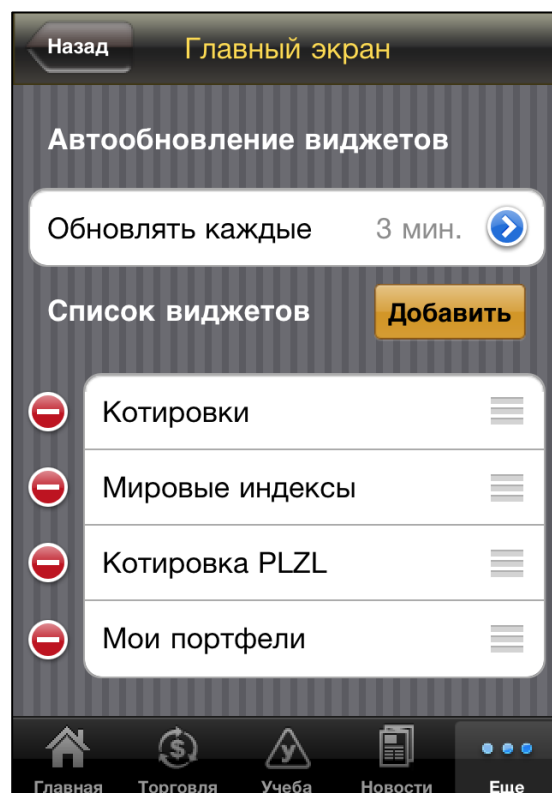 Назад
Главный экран
Автообновление виджетов
Обновлять каждые 3 мин.
Список виджетов Добавить
Котировки
Мировые индексы
Котировка PLZL
Мои портфели
Главная Торговля Учеба Новости Еще